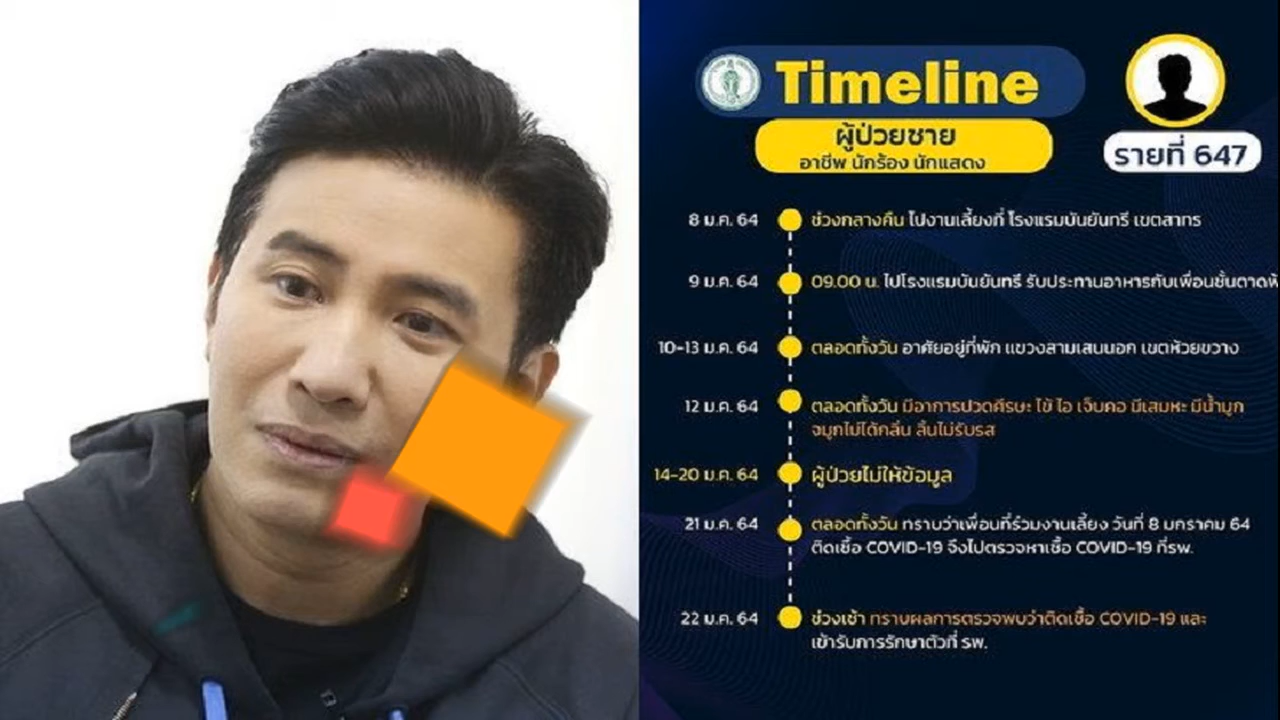 Timeline
ผู้ป่วยชาย
อาชีพ นักร้อง นักแสดง
รายที่ 647
8 ม.ค. 64 ช่วงกลางคืน ไปงานเลี้ยงที่ โรงแรมบันยันทรี เขตสาทร
9 ม.ค. 64 09.00 น. ไปโรงแรมบันยันทรี รับประทานอาหารกับเพื่อนชั้นดาดฟ้
10-13 ม.ค. 64 ตลอดทั้งวัน อาศัยอยู่ที่พัก แขวงสามเสนนอก เขตห้วยขวาง
12 ม.ค. 64 ตลอดทั้งวัน มีอาการปวดศีรษะ ไข้ ไอ เจ็บคอ มีเสมหะ มีน้ำมูก
จมูกไม่ได้กลิ่น ลิ้นไม่รับรส
14-20 ม.ค. 64 ผู้ป่วยไม่ให้ข้อมูล
21 ม.ค. 64 ตลอดทั้งวัน ทราบว่าเพื่อนที่ร่วมงานเลี้ยง วันที่ 8 มกราคม 64
ติดเชื้อ COVID-19 จึงไปตรวจหาเชื้อ COVID-19 ที่รพ.
22 ม.ค. 64 ช่วงเช้า ทราบผลการตรวจพบว่าติดเชื้อ COVID-19 และ
เข้ารับการรักษาตัวที่ รพ.